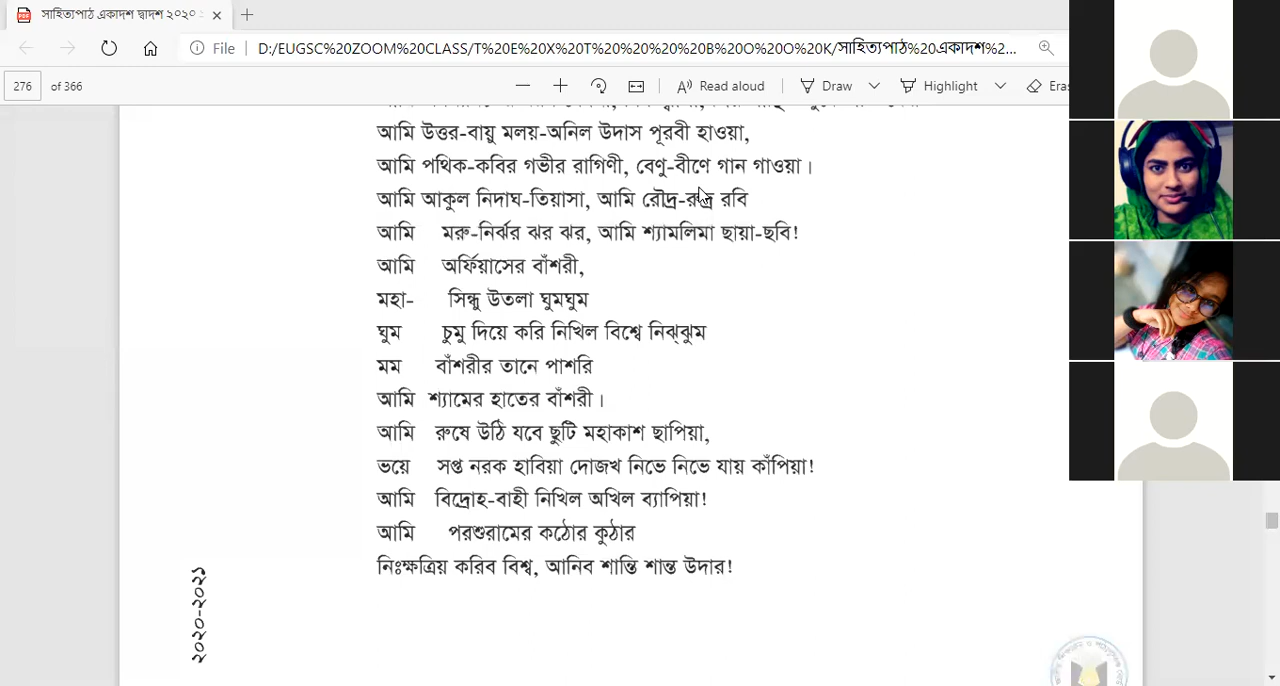 সাহিত্যপাঠ একাদশ দ্বাদশ ২০২০
File D:/EUGSC%20ZOOM%20CLASS/T%20E%20X%20T%20%20%20%20B%20O%20O%20K/সাহিত্যপাঠ%20একাদশ%2...
276 of 366 Read aloud Draw Highlight Eras
আমি উত্তর-বায়ু মলয়-অনিল উদাস পূরবী হাওয়া,
আমি পথিক-কবির গভীর রাগিণী, বেণু-বীণে গান গাওয়া।
আমি আকুল নিদাঘ-তিয়াসা, আমি রৌদ্র-রুদ্র রবি
আমি মরু-নির্ঝর ঝর ঝর, আমি শ্যামলিমা ছায়া-ছবি!
আমি অর্ফিয়াসের বাঁশরী,
মহা- সিন্ধু উতলা ঘুমঘুম
ঘুম চুমু দিয়ে করি নিখিল বিশ্বে নিঝ্ঝুম
মম বাঁশরীর তানে পাশরি
আমি শ্যামের হাতের বাঁশরী।
আমি রুষে উঠি যবে ছুটি মহাকাশ ছাপিয়া,
ভয়ে সপ্ত নরক হাবিয়া দোজখ নিভে নিভে যায় কাঁপিয়া!
আমি বিদ্রোহ-বাহী নিখিল অখিল ব্যাপিয়া!
আমি পরশুরামের কঠোর কুঠার
নিঃক্ষত্রিয় করিব বিশ্ব, আনিব শান্তি শান্ত উদার!
২০২০-২০২১